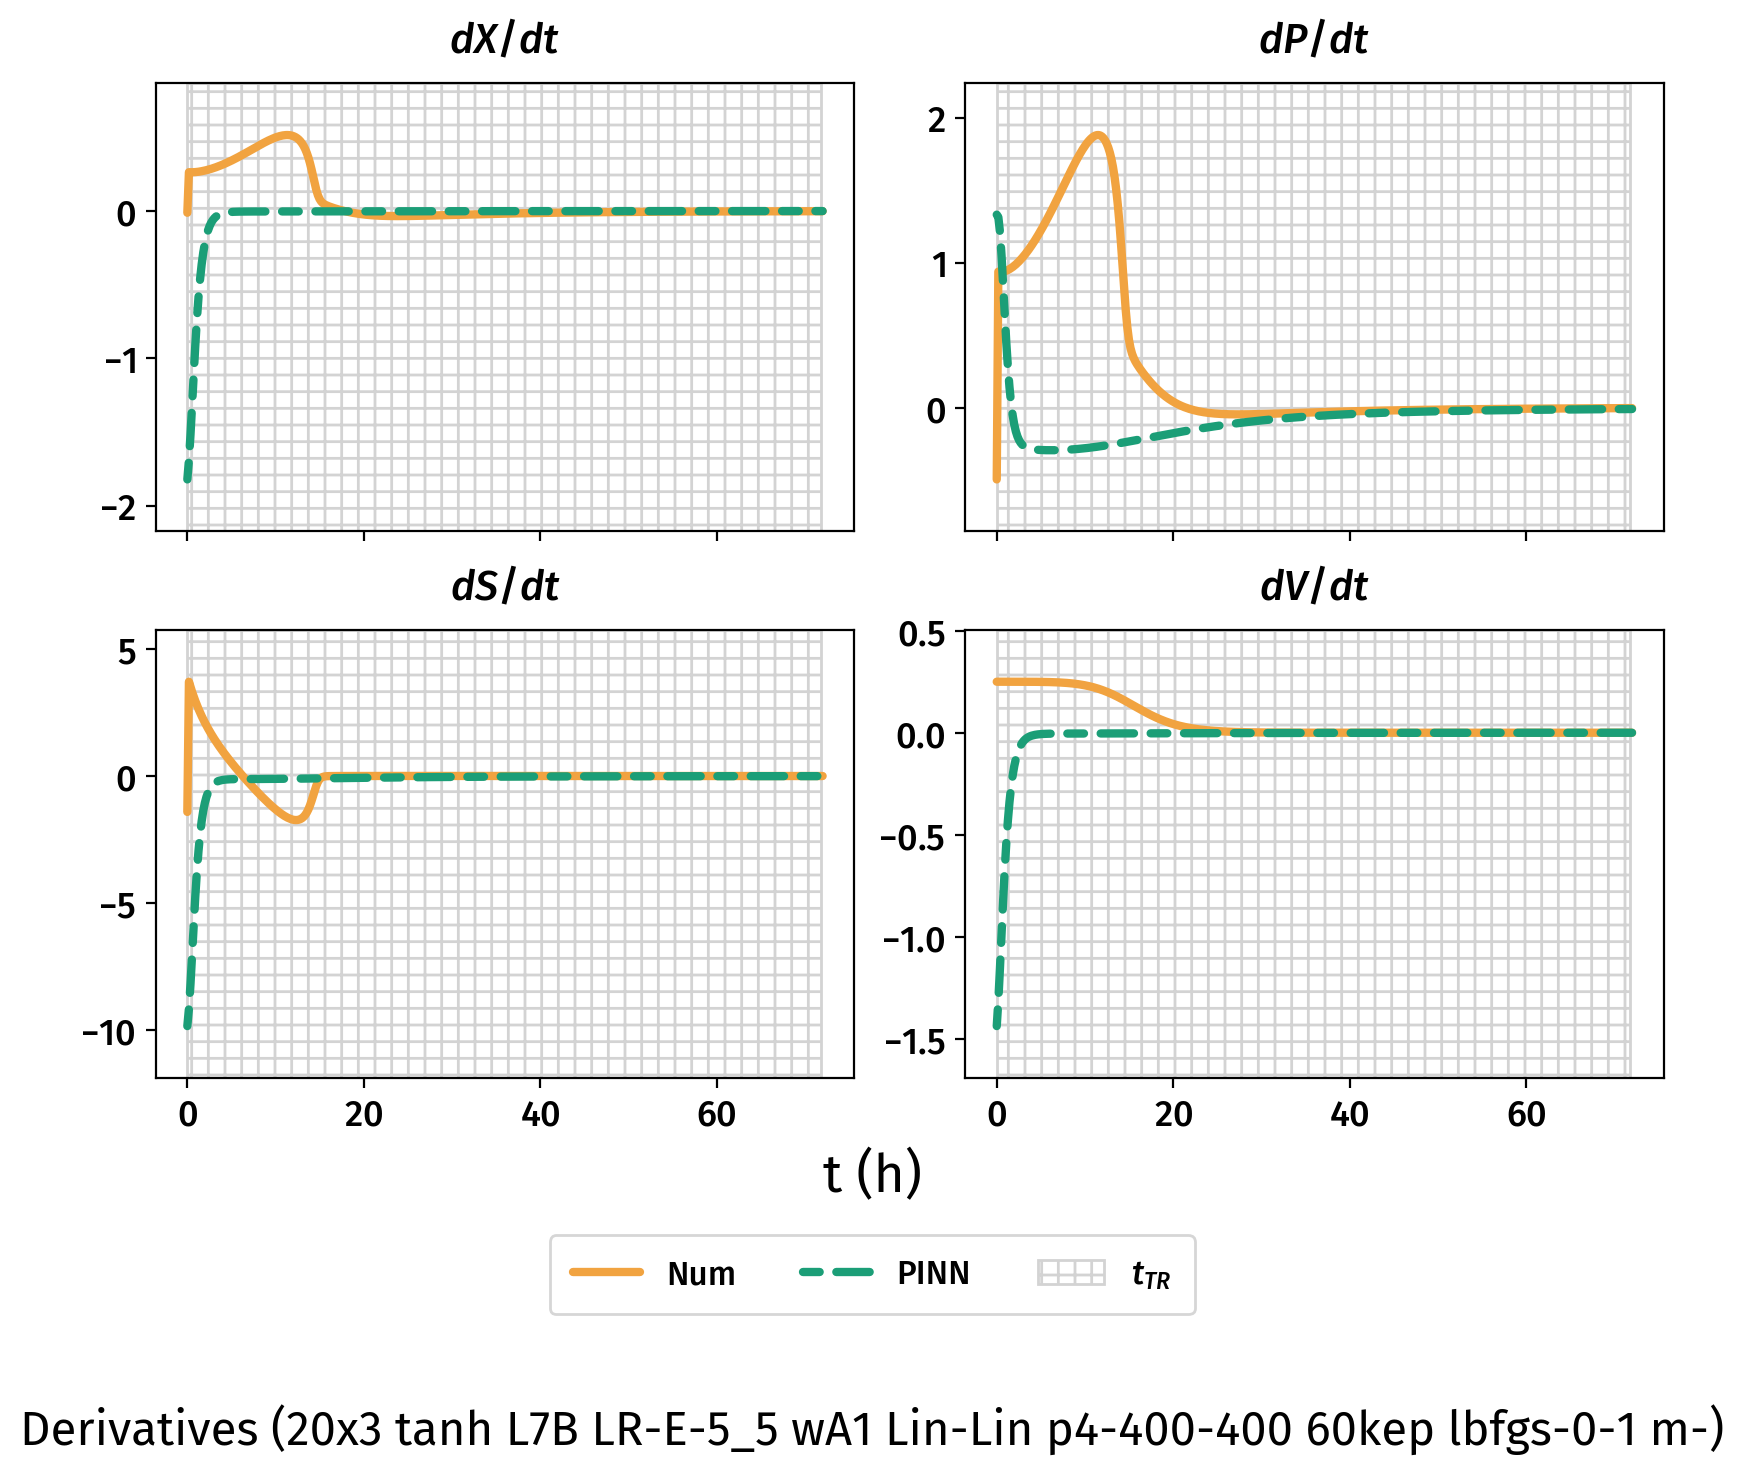 dX/dt
dP/dt
0
−1
−2
2
1
0
dS/dt
dV/dt
5
0
−5
−10
0.5
0.0
−0.5
−1.0
−1.5
0 20 40 60
0 20 40 60
t (h)
Num PINN tTR
Derivatives (20x3 tanh L7B LR-E-5_5 wA1 Lin-Lin p4-400-400 60kep lbfgs-0-1 m-)